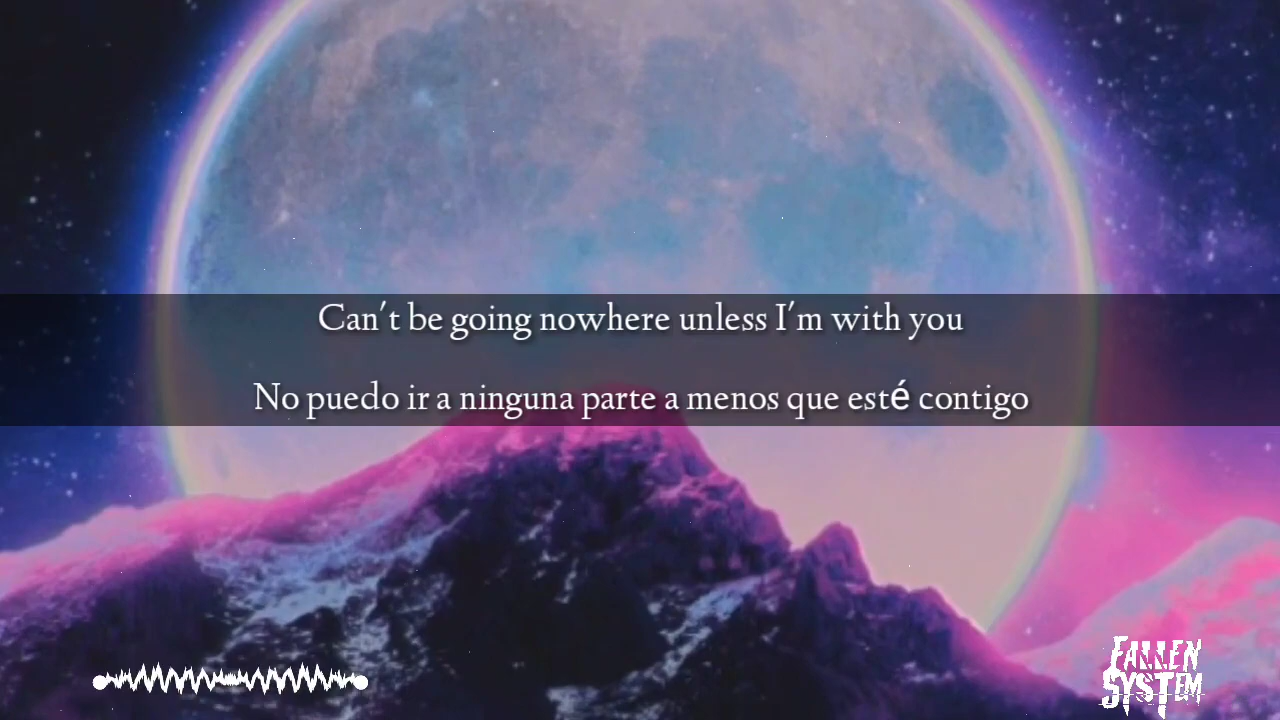 Can't be going nowhere unless I'm with you
No puedo ir a ninguna parte a menos que esté contigo
FALLEN
SYSTEM